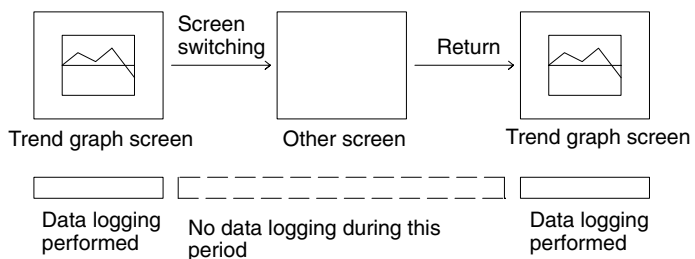 Screen
switching
Return
Trend graph screen
Other screen
Trend graph screen
Data logging
performed
No data logging during this
period
Data logging
performed